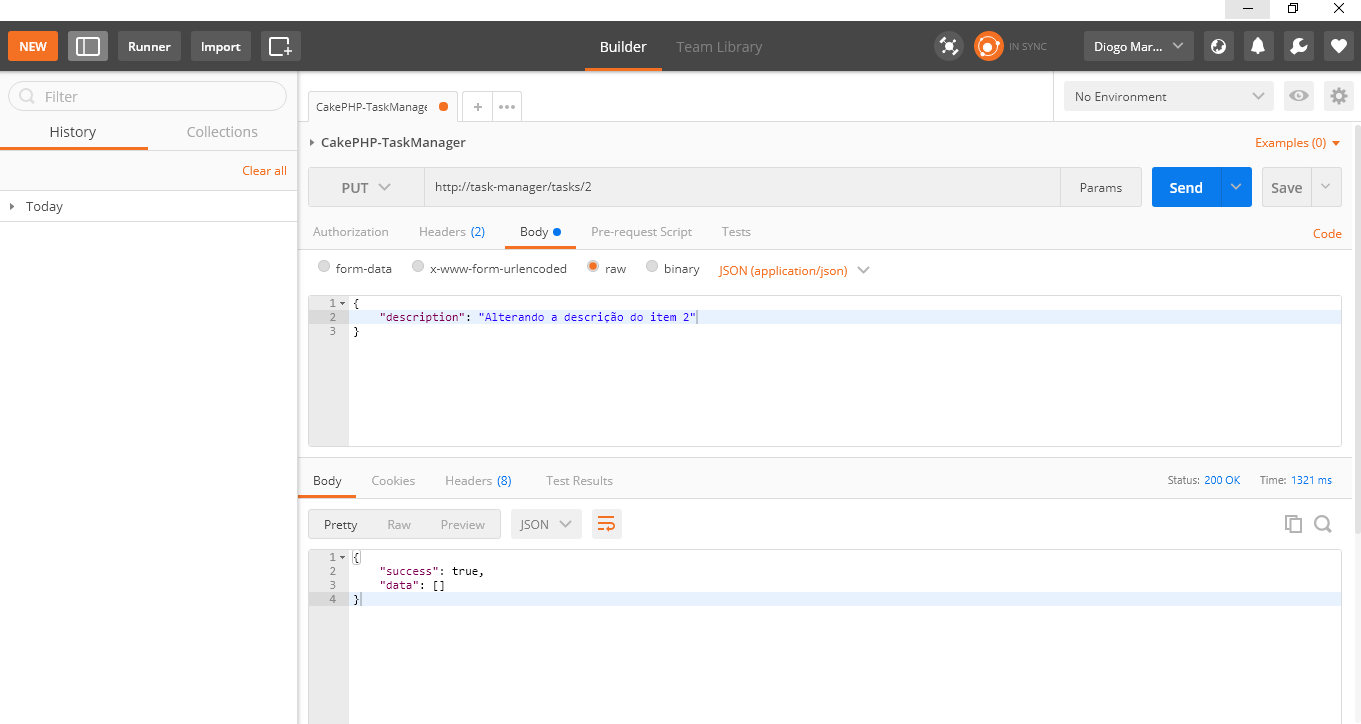 NEW Runner Import Builder Team Library IN SYNC Diogo Mar...
Filter
CakePHP-TaskManage + ••• No Environment
History Collections
CakePHP-TaskManager Examples (0)
Clear all
PUT http://task-manager/tasks/2 Params Send Save
Today
Authorization Headers (2) Body Pre-request Script Tests Code
form-data x-www-form-urlencoded raw binary JSON (application/json)
1 {
2 "description": "Alterando a descrição do item 2"
3 }
Body Cookies Headers (8) Test Results Status: 200 OK Time: 1321 ms
Pretty Raw Preview JSON
1 {
2 "success": true,
3 "data": []
4 }